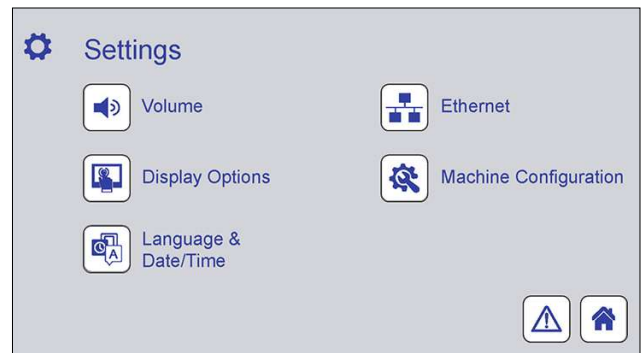 Settings
Volume
Ethernet
Display Options
Machine Configuration
Language &
Date/Time
A